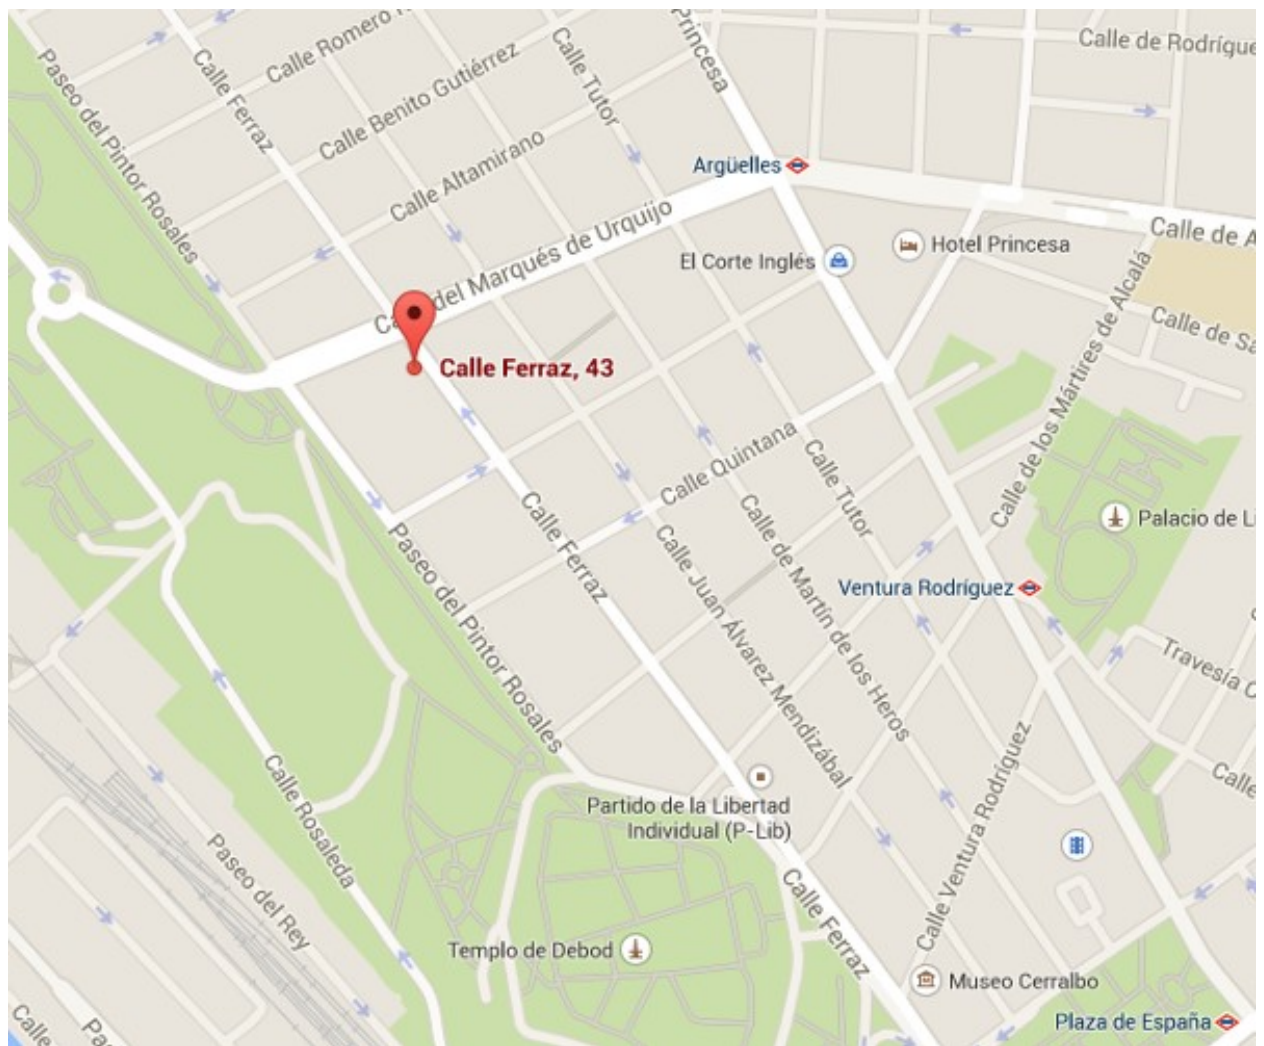 Calle de Rodrígue
Princesa
Calle Romero
Calle Tutor
Calle Benito Gutiérrez
Calle Ferraz
Paseo del Pintor Rosales
Calle Altamirano
Argüelles
Calle del Marqués de Urquijo
Calle de A
Hotel Princesa
El Corte Inglés
Calle de los Mártires de Alcalá
Calle de Sa
Calle Ferraz, 43
Calle Quintana
Calle Tutor
Calle Ferraz
Calle de Martín de los Heros
Palacio de Li
Paseo del Pintor Rosales
Calle Juan Álvarez Mendizábal
Ventura Rodríguez
Travesía C
Calle Ventura Rodríguez
Calle
Calle Rosaleda
Partido de la Libertad
Individual (P-Lib)
Paseo del Rey
Calle Ferraz
Templo de Debod
Museo Cerralbo
Plaza de España
Calle
Pas